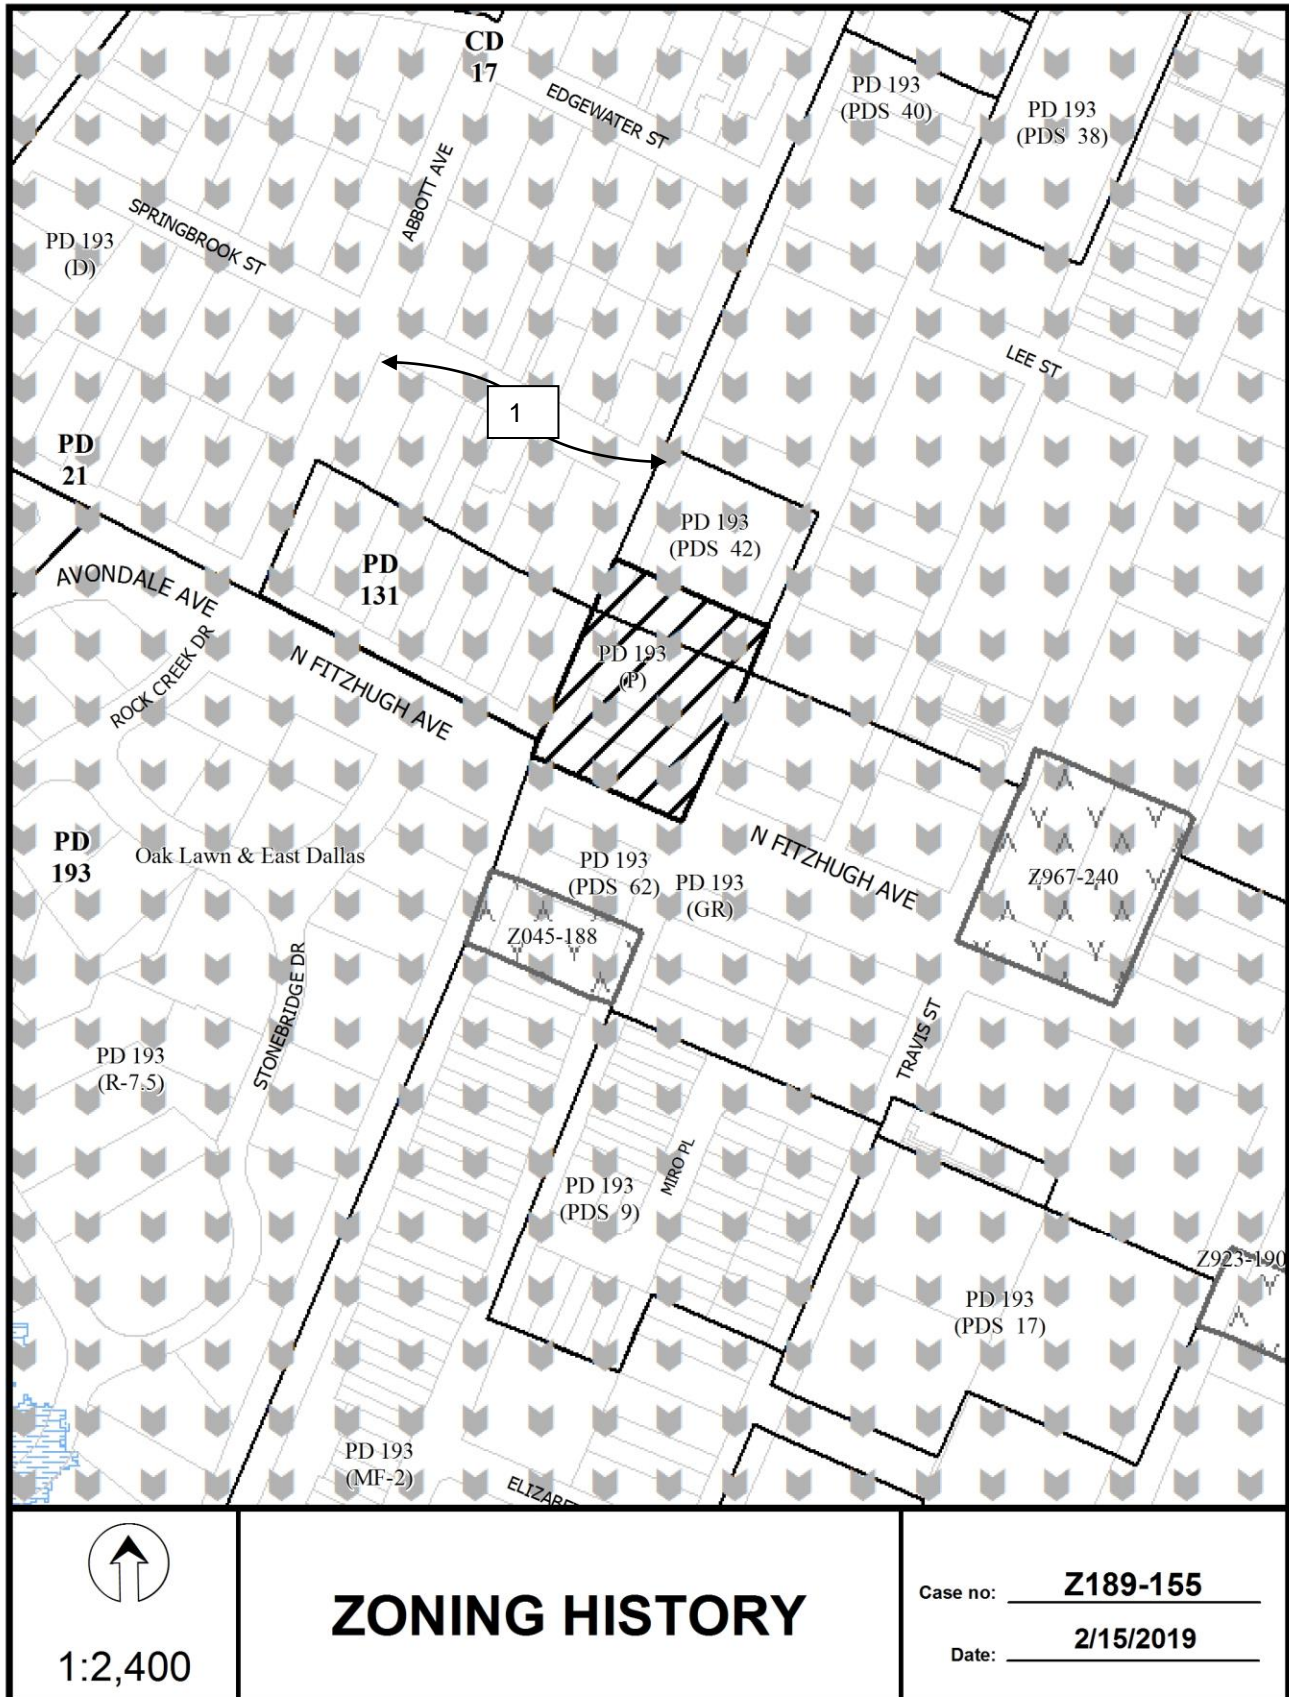 CD
17
EDGEWATER ST
PD 193
(PDS 40)
PD 193
(PDS 38)
ABBOTT AVE
SPRINGBROOK ST
PD 193
(D)
LEE ST
1
PD
21
PD 193
(PDS 42)
PD
131
AVONDALE AVE
ROCK CREEK DR
N FITZHUGH AVE
PD 193
(P)
PD
193
Oak Lawn & East Dallas
PD 193
(PDS 62)
PD 193
(GR)
N FITZHUGH AVE
Z967-240
Z045-188
STONEBRIDGE DR
TRAVIS ST
PD 193
(R-7.5)
MIRO PL
PD 193
(PDS 9)
Z923-190
PD 193
(PDS 17)
PD 193
(MF-2)
1:2,400
ZONING HISTORY
Case no: Z189-155
Date: 2/15/2019